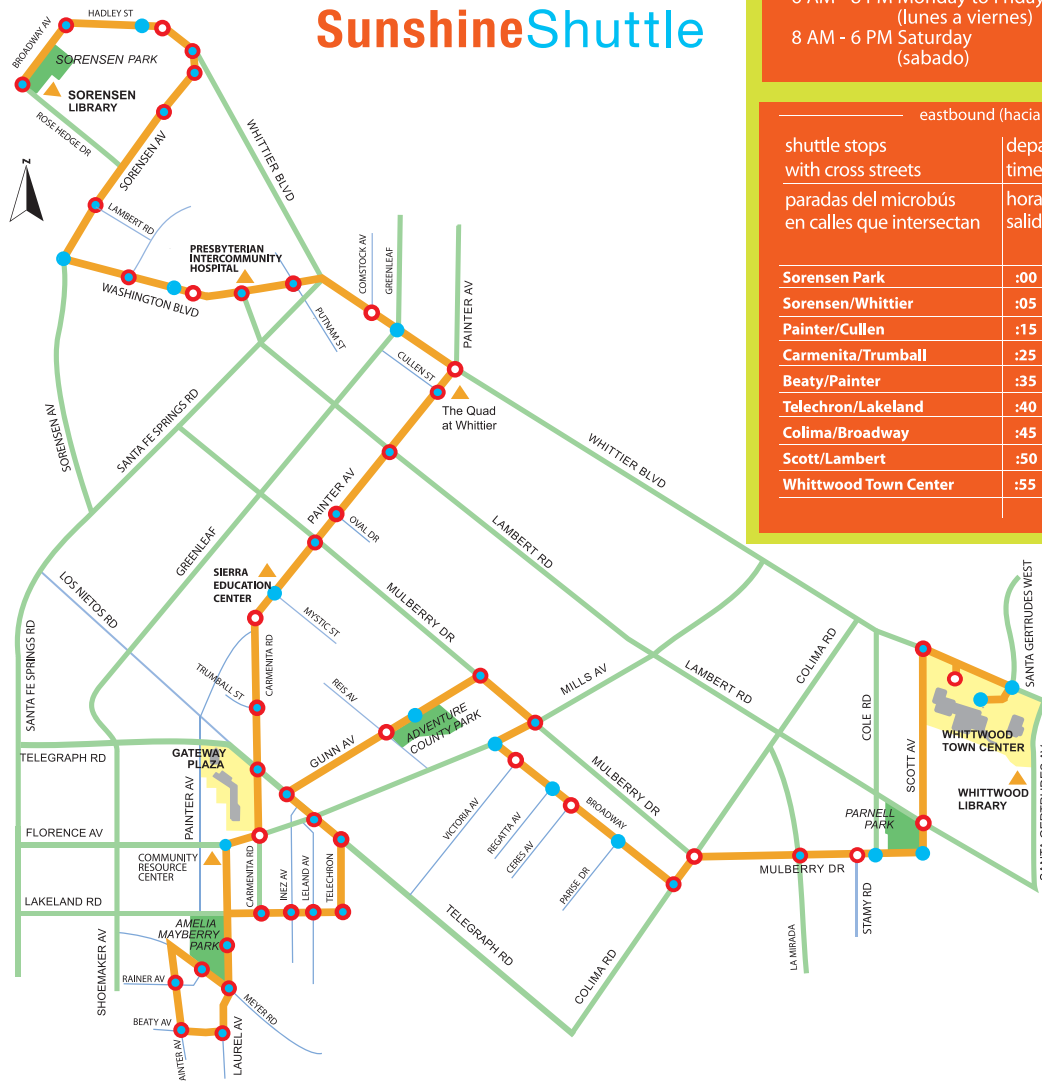 SunshineShuttle
(lunes a viernes)
8 AM - 6 PM Saturday
(sabado)
eastbound (hacia
shuttle stops
with cross streets
paradas del microbús
en calles que intersectan
Sorensen Park :00
Sorensen/Whittier :05
Painter/Cullen :15
Carmenita/Trumball :25
Beaty/Painter :35
Telechron/Lakeland :40
Colima/Broadway :45
Scott/Lambert :50
Whittwood Town Center :55
HADLEY ST
BROADWAY AV
SORENSEN PARK
SORENSEN
LIBRARY
ROSE HEDGE DR
SORENSEN AV
WHITTIER BLVD
LAMBERT RD
PRESBYTERIAN
INTERCOMMUNITY
HOSPITAL
WASHINGTON BLVD
PUTNAM ST
COMSTOCK AV
GREENLEAF
PAINTER AV
CULLEN ST
The Quad
at Whittier
SORENSEN AV
SANTA FE SPRINGS RD
WHITTIER BLVD
PAINTER AV
OVAL DR
LAMBERT RD
GREENLEAF
SIERRA
EDUCATION
CENTER
LOS NIETOS RD
MULBERRY DR
MYSTIC ST
SANTA FE SPRINGS RD
CARMENITA RD
TRUMBALL ST
REIS AV
MILLS AV
COLIMA RD
LAMBERT RD
SANTA GERTRUDES WEST
ADVENTURE
COUNTY PARK
GUNN AV
COLE RD
SCOTT AV
WHITTWOOD
TOWN CENTER
WHITTWOOD
LIBRARY
TELEGRAPH RD
GATEWAY
PLAZA
PAINTER AV
MULBERRY DR
VICTORIA AV
REGATTA AV
CERES AV
BROADWAY
PARISE DR
PARNELL
PARK
FLORENCE AV
COMMUNITY
RESOURCE
CENTER
CARMENITA RD
INEZ AV
LELAND AV
TELECHRON
MULBERRY DR
STAMY RD
LA MIRADA
LAKELAND RD
AMELIA
MAYBERRY
PARK
TELEGRAPH RD
COLIMA RD
SHOEMAKER AV
RAINER AV
MEYER RD
BEATY AV
LAUREL AV